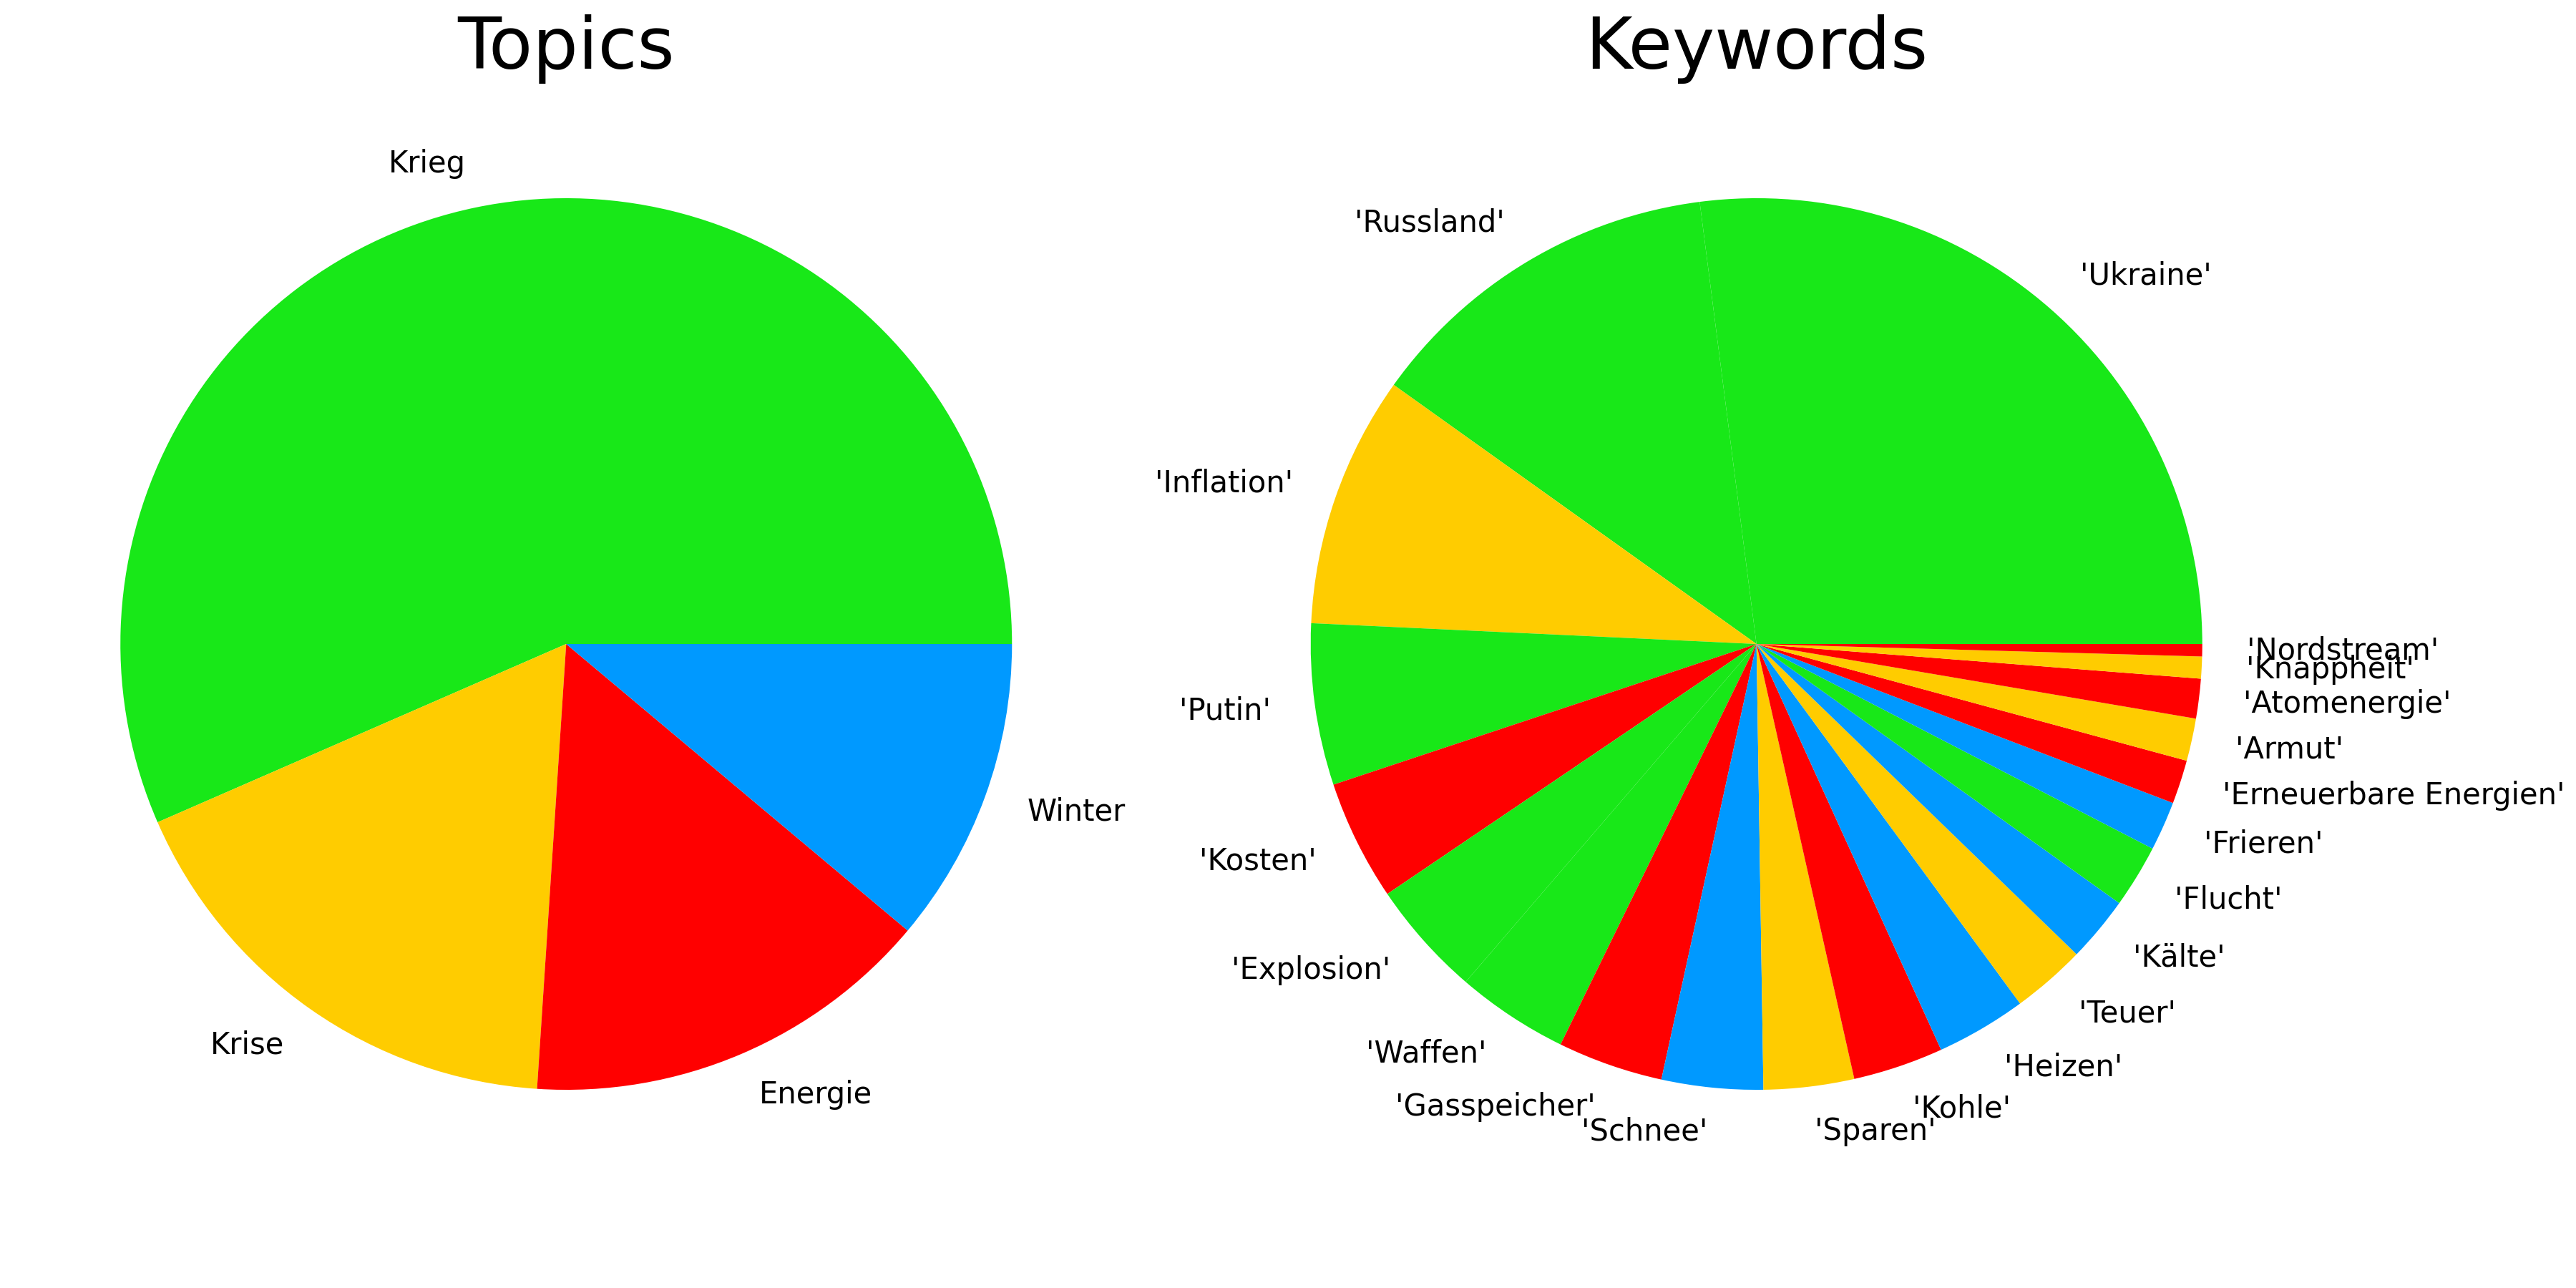 Topics
Krieg
Krise
Energie
Winter
Keywords
'Ukraine'
'Russland'
'Inflation'
'Putin'
'Kosten'
'Explosion'
'Waffen'
'Gasspeicher'
'Schnee'
'Sparen'
'Kohle'
'Heizen'
'Teuer'
'Kälte'
'Flucht'
'Frieren'
'Erneuerbare Energien'
'Armut'
'Atomenergie'
'Knappheit'
'Nordstream'